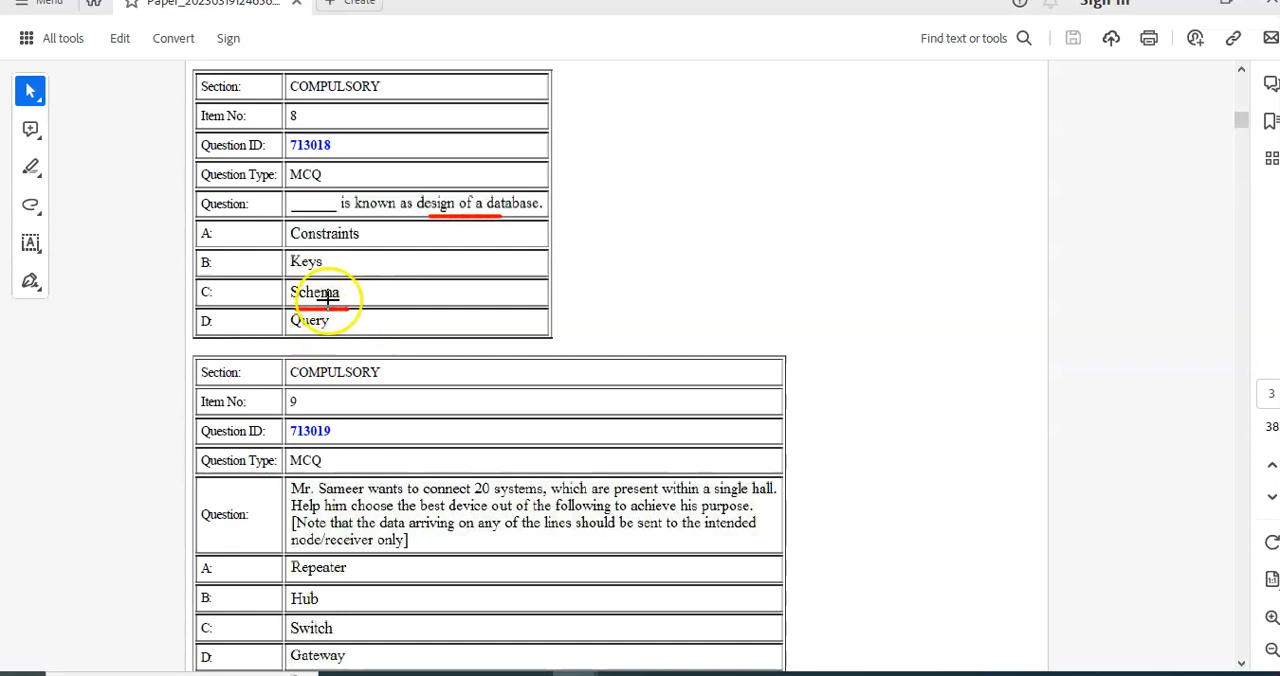 Menu Paper_20230319124636... Create Sign in
All tools Edit Convert Sign Find text or tools
Section: COMPULSORY
Item No: 8
Question ID: 713018
Question Type: MCQ
Question: ______ is known as design of a database.
A: Constraints
B: Keys
C: Schema
D: Query
Section: COMPULSORY
Item No: 9
Question ID: 713019
Question Type: MCQ
Question: Mr. Sameer wants to connect 20 systems, which are present within a single hall.
Help him choose the best device out of the following to achieve his purpose.
[Note that the data arriving on any of the lines should be sent to the intended
node/receiver only]
A: Repeater
B: Hub
C: Switch
D: Gateway
3
38